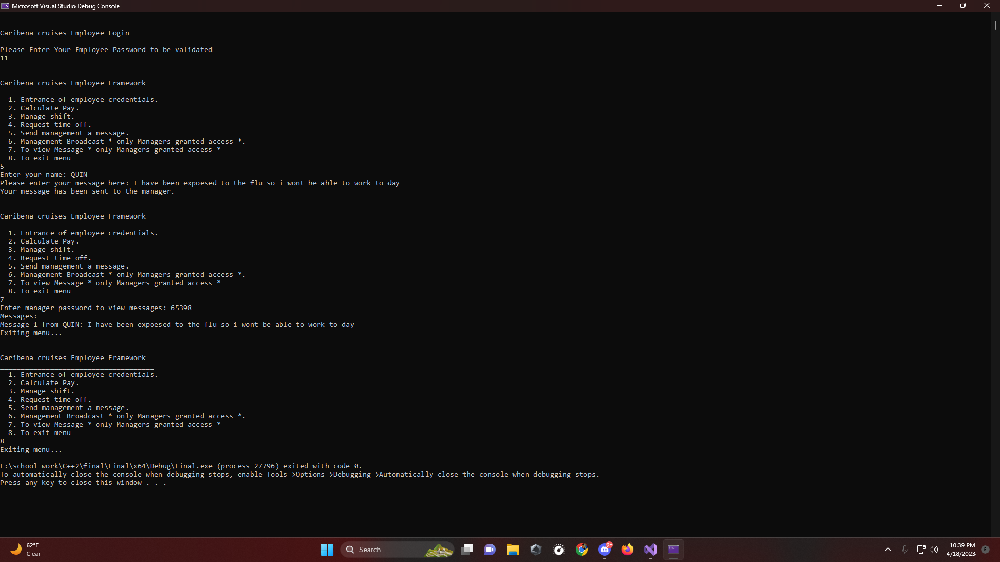 Microsoft Visual Studio Debug Console
Caribena cruises Employee Login
_____________________________________
Please Enter Your Employee Password to be validated
11
Caribena cruises Employee Framework
_____________________________________
1. Entrance of employee credentials.
2. Calculate Pay.
3. Manage shift.
4. Request time off.
5. Send management a message.
6. Management Broadcast * only Managers granted access *.
7. To view Message * only Managers granted access *
8. To exit menu
5
Enter your name: QUIN
Please enter your message here: I have been expoesed to the flu so i wont be able to work to day
Your message has been sent to the manager.
Caribena cruises Employee Framework
_____________________________________
1. Entrance of employee credentials.
2. Calculate Pay.
3. Manage shift.
4. Request time off.
5. Send management a message.
6. Management Broadcast * only Managers granted access *.
7. To view Message * only Managers granted access *
8. To exit menu
7
Enter manager password to view messages: 65398
Messages:
Message 1 from QUIN: I have been expoesed to the flu so i wont be able to work to day
Exiting menu...
Caribena cruises Employee Framework
_____________________________________
1. Entrance of employee credentials.
2. Calculate Pay.
3. Manage shift.
4. Request time off.
5. Send management a message.
6. Management Broadcast * only Managers granted access *.
7. To view Message * only Managers granted access *
8. To exit menu
8
Exiting menu...
E:\school work\C++2\final\Final\x64\Debug\Final.exe (process 27796) exited with code 0.
To automatically close the console when debugging stops, enable Tools->Options->Debugging->Automatically close the console when debugging stops.
Press any key to close this window . . .
62°F
Clear
Search
9+
10:39 PM
4/18/2023
6